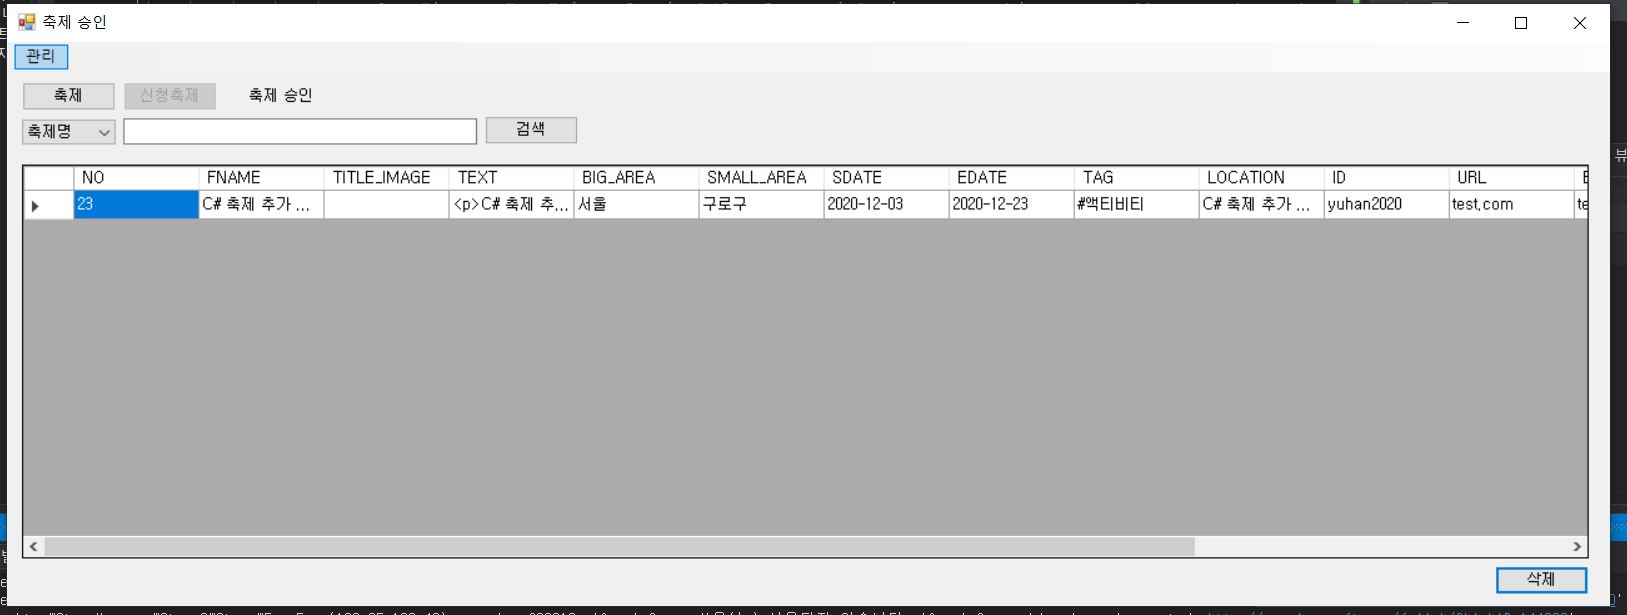 축제 승인
관리
축제 신청축제 축제 승인
축제명 검색
NO FNAME TITLE_IMAGE TEXT BIG_AREA SMALL_AREA SDATE EDATE TAG LOCATION ID URL
23 C# 축제 추가 ... <p>C# 축제 추... 서울 구로구 2020-12-03 2020-12-23 #액티비티 C# 축제 추가 ... yuhan2020 test.com
삭제